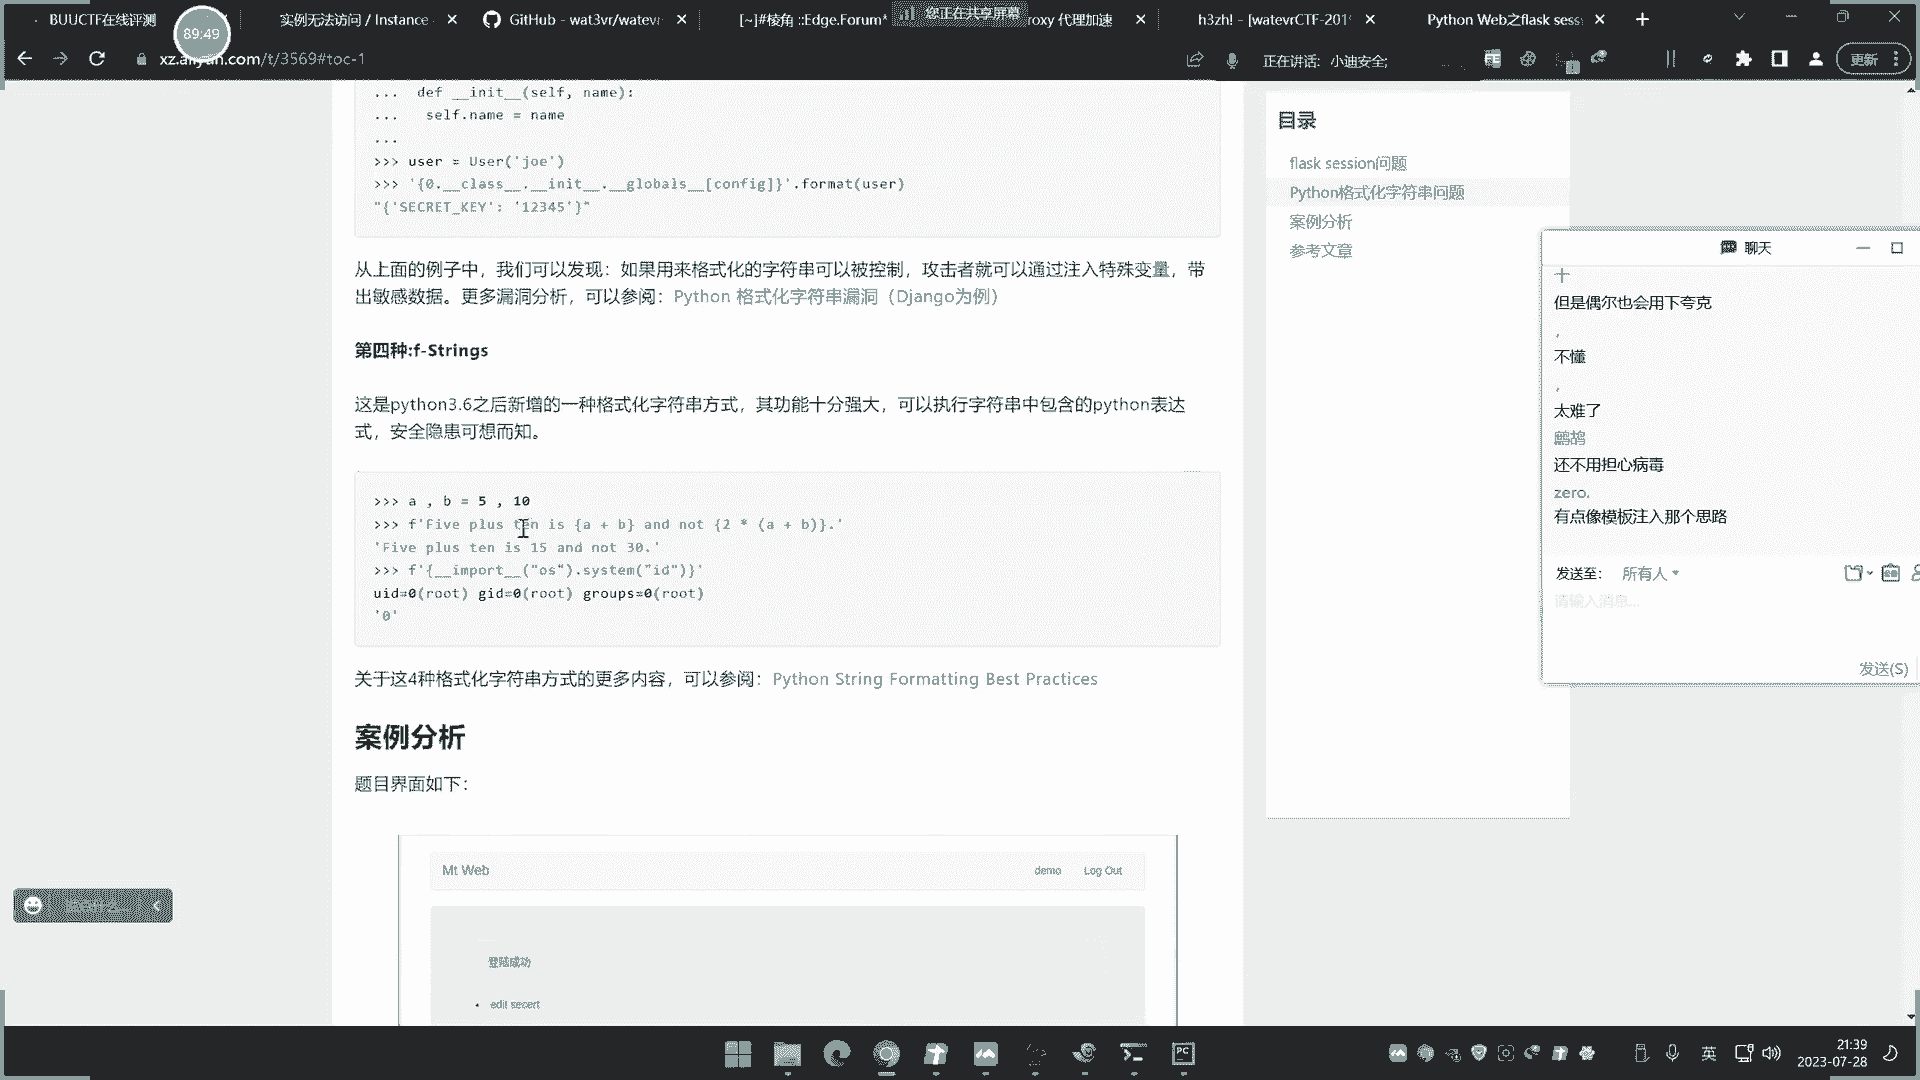 BUUCTF在线评测
89:49
实例无法访问 / Instance
GitHub - wat3vr/watevr
[~]#棱角 ::Edge.Forum*
您正在共享屏幕
roxy 代理加速
h3zh! - [watevrCTF-201
Python Web之flask sess
xz.aliyun.com/t/3569#toc-1
正在讲话: 小迪安全;
更新
... def __init__(self, name):
... self.name = name
...
>>> user = User('joe')
>>> '{0.__class__.__init__.__globals__[config]}'.format(user)
"{'SECRET_KEY': '12345'}"
从上面的例子中，我们可以发现：如果用来格式化的字符串可以被控制，攻击者就可以通过注入特殊变量，带
出敏感数据。更多漏洞分析，可以参阅：Python 格式化字符串漏洞（Django为例）
第四种:f-Strings
这是python3.6之后新增的一种格式化字符串方式，其功能十分强大，可以执行字符串中包含的python表达
式，安全隐患可想而知。
>>> a , b = 5 , 10
>>> f'Five plus ten is {a + b} and not {2 * (a + b)}.'
'Five plus ten is 15 and not 30.'
>>> f'{__import__("os").system("id")}'
uid=0(root) gid=0(root) groups=0(root)
'0'
关于这4种格式化字符串方式的更多内容，可以参阅：Python String Formatting Best Practices
案例分析
题目界面如下：
Mt Web
demo
Log Out
登陆成功
edit secert
目录
flask session问题
Python格式化字符串问题
案例分析
参考文章
聊天
但是偶尔也会用下夸克
，
不懂
，
太难了
鹧鸪
还不用担心病毒
zero.
有点像模板注入那个思路
发送至：
所有人
请输入消息...
发送(S)
英
21:39
2023-07-28